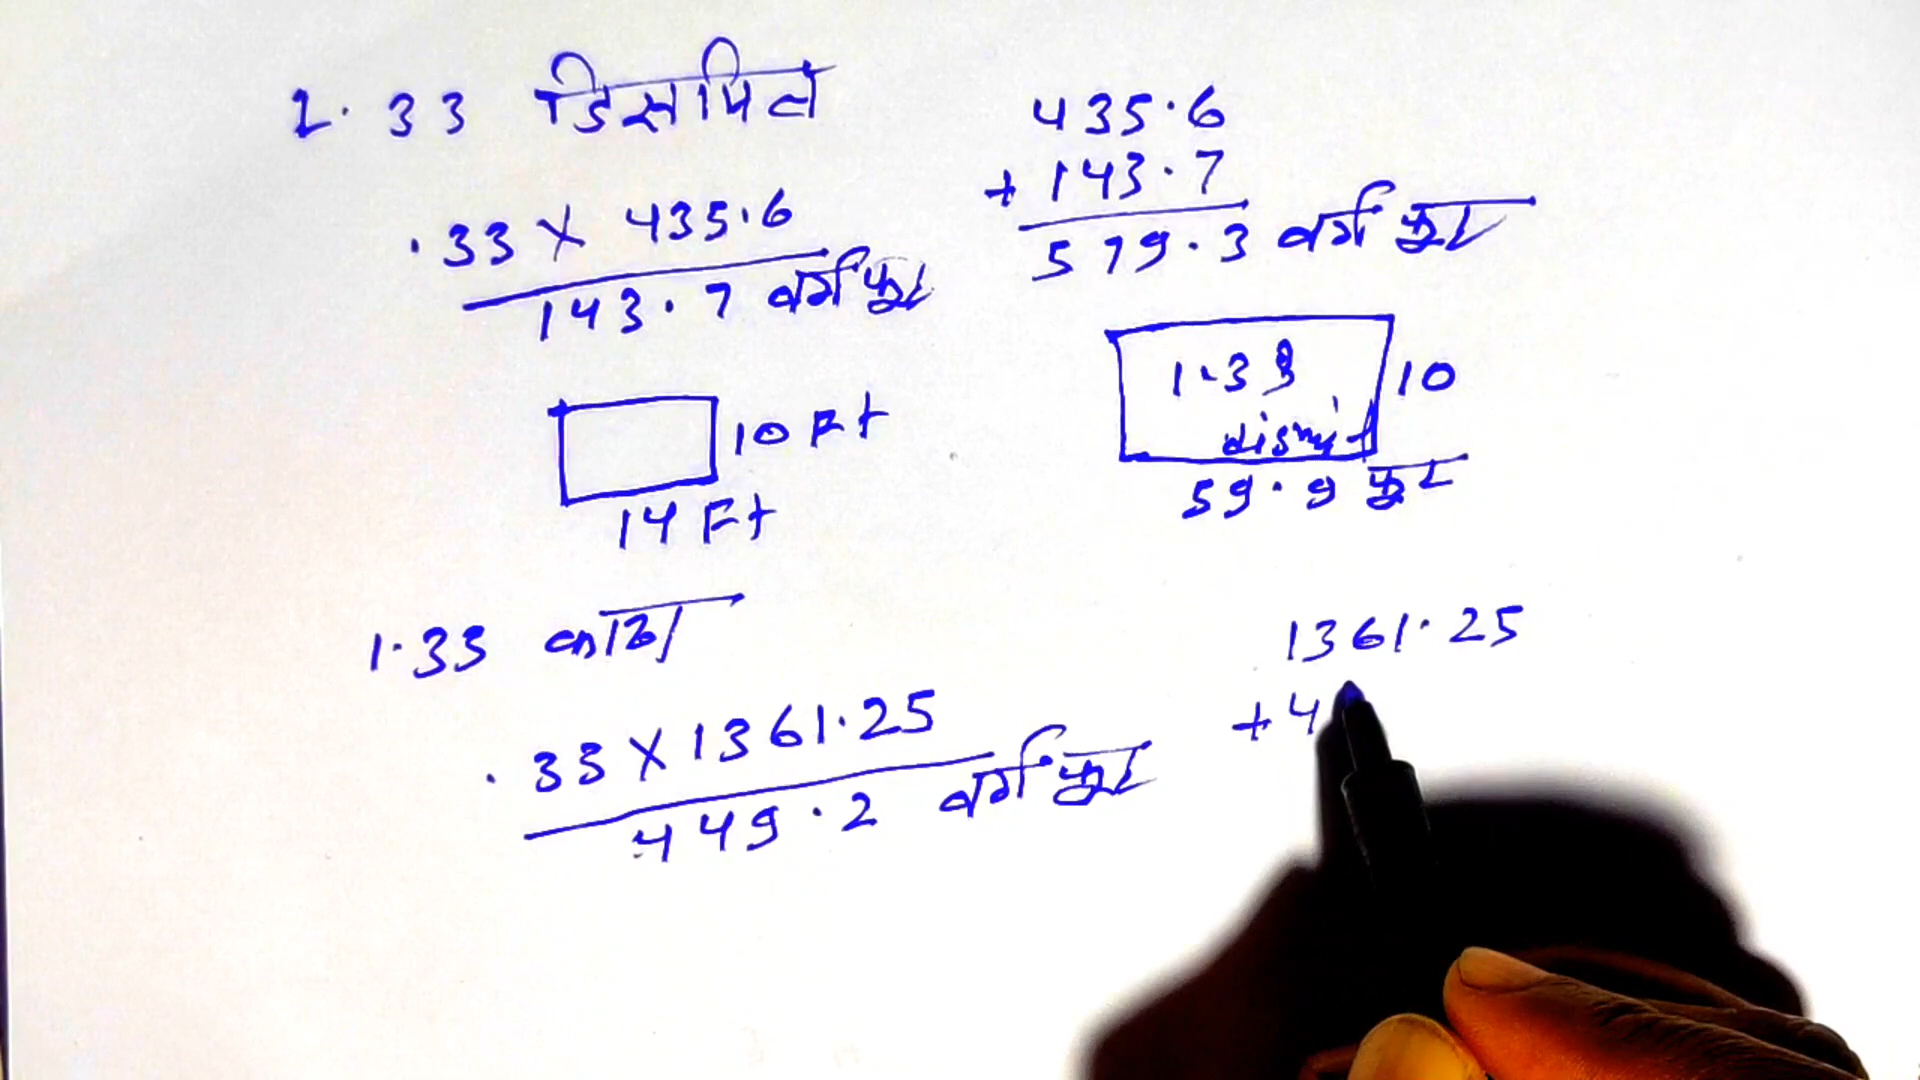 1.33 डिसमिल
.33 X 435.6
143.7 वर्ग फुट
10 Ft
14 Ft
435.6
+ 143.7
579.3 वर्ग फुट
1.33
dismil
10
59.9 फुट
1.33 कट्ठा
.33 X 1361.25
449.2 वर्ग फुट
1361.25
+ 4